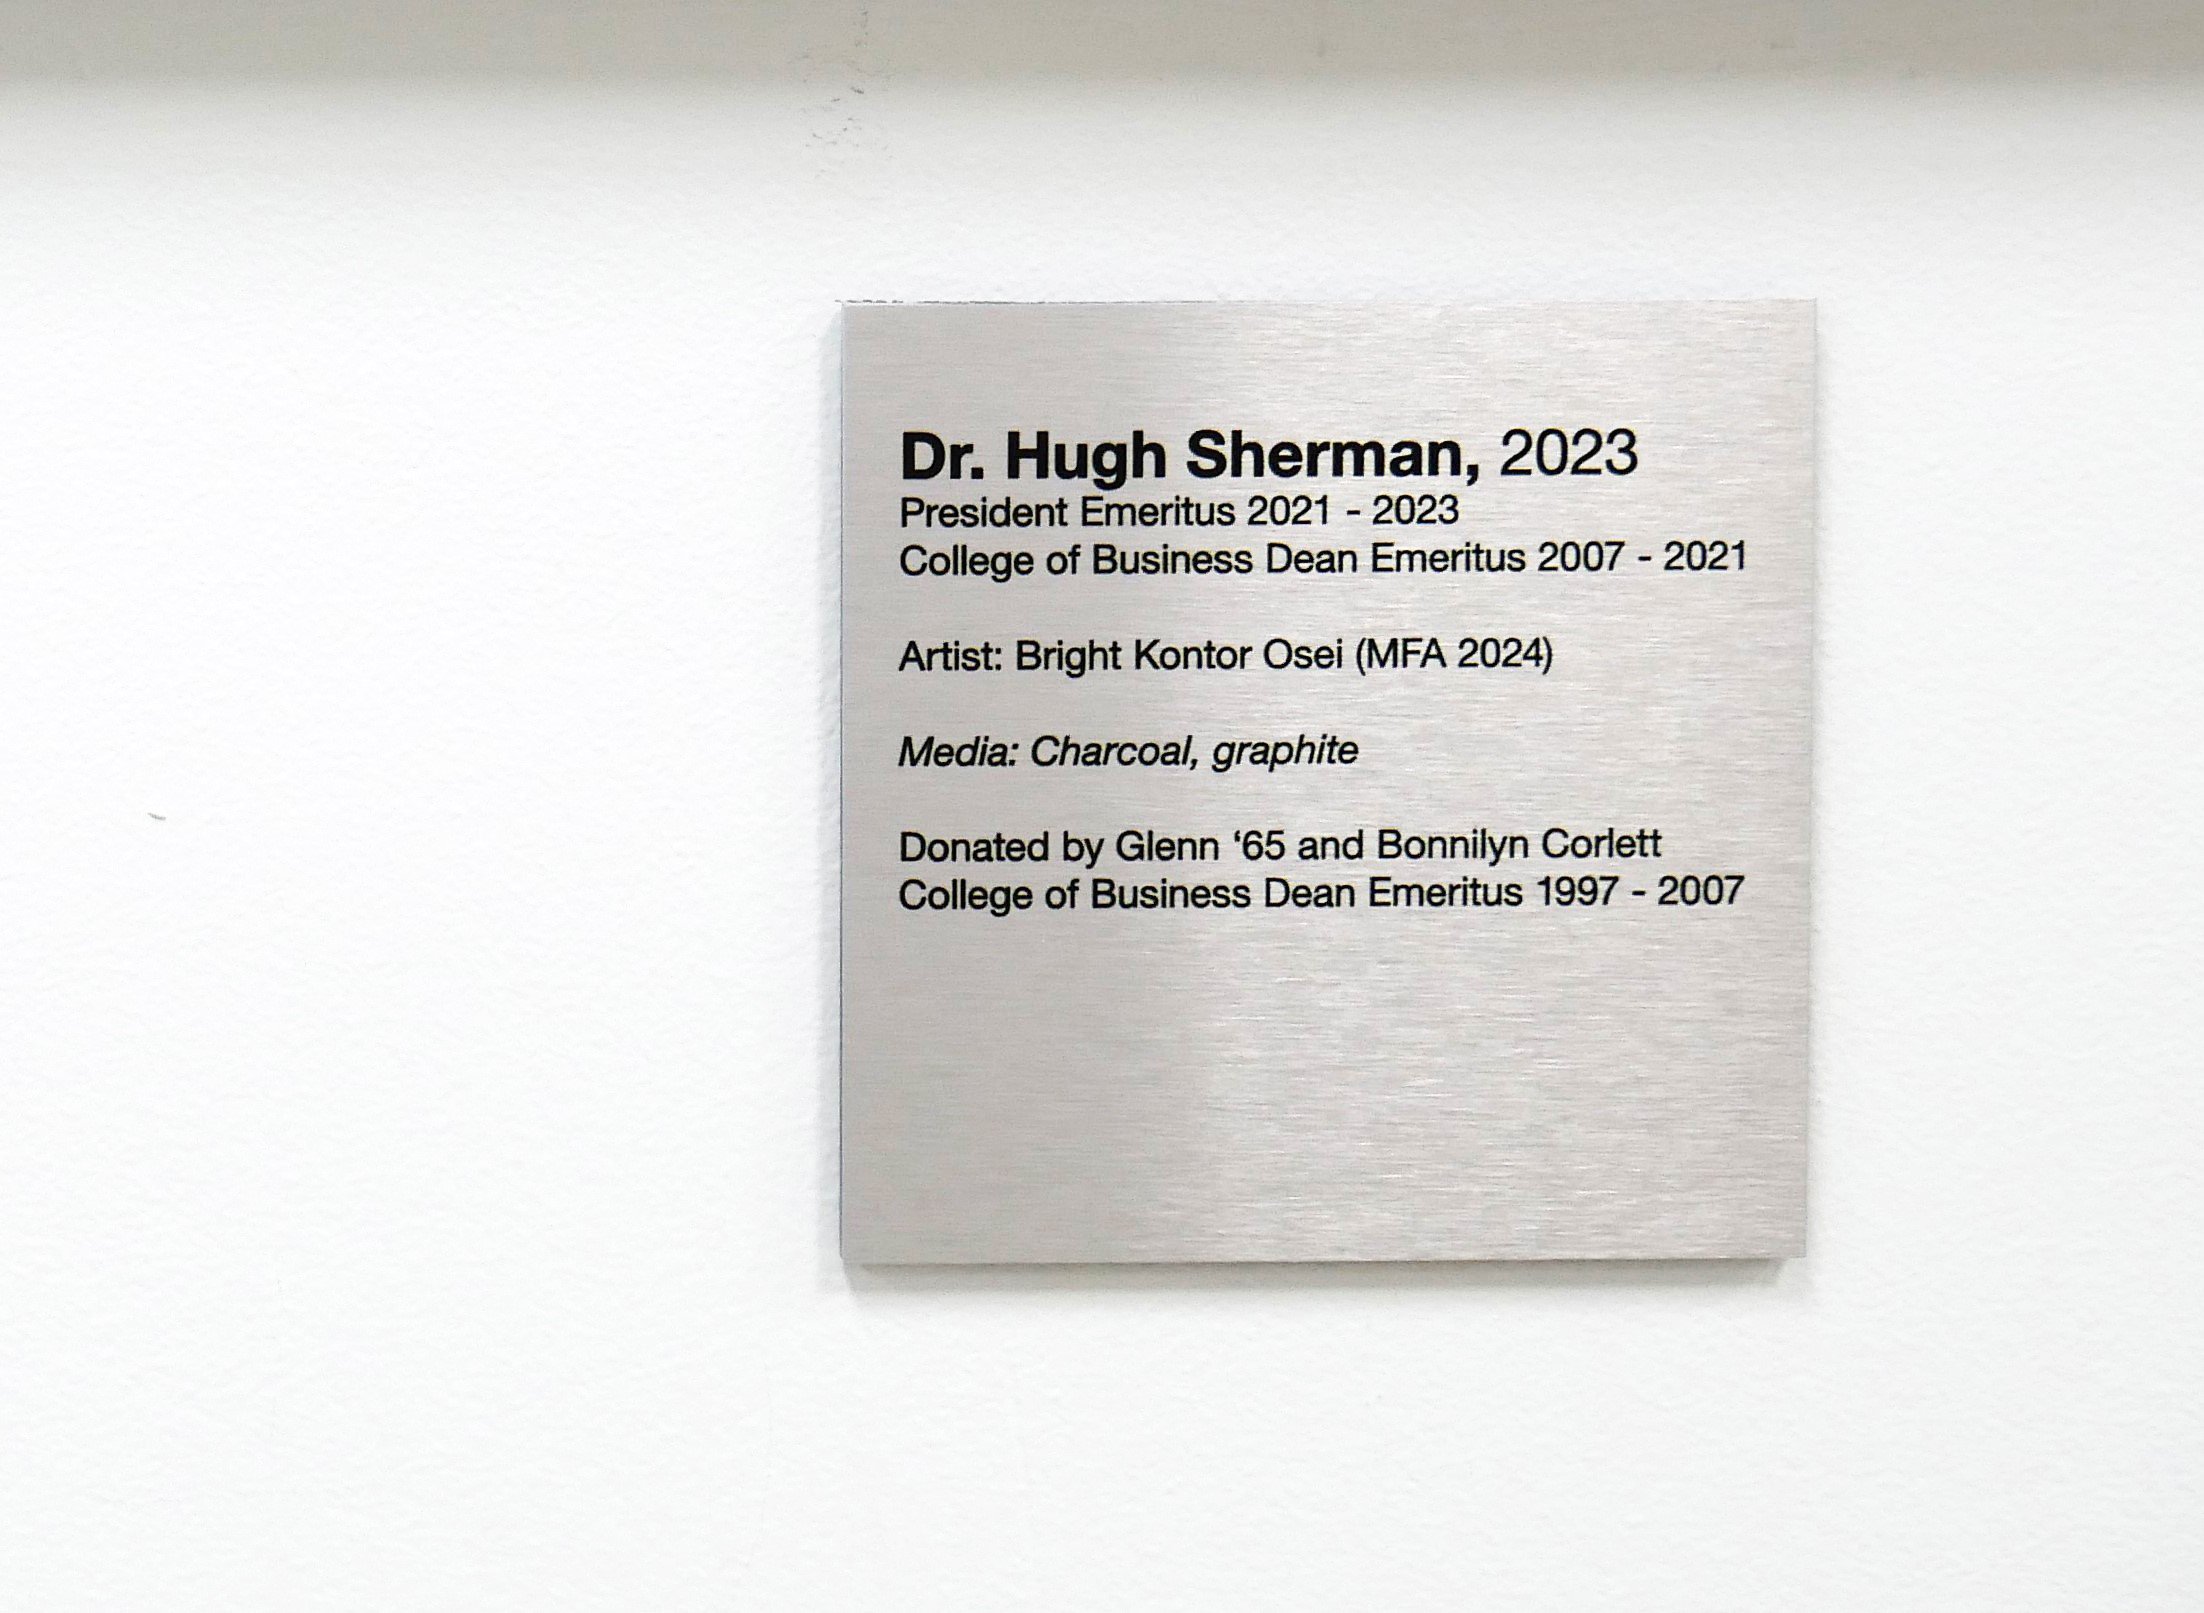 Dr. Hugh Sherman, 2023
President Emeritus 2021 - 2023
College of Business Dean Emeritus 2007 - 2021
Artist: Bright Kontor Osei (MFA 2024)
Media: Charcoal, graphite
Donated by Glenn ‘65 and Bonnilyn Corlett
College of Business Dean Emeritus 1997 - 2007